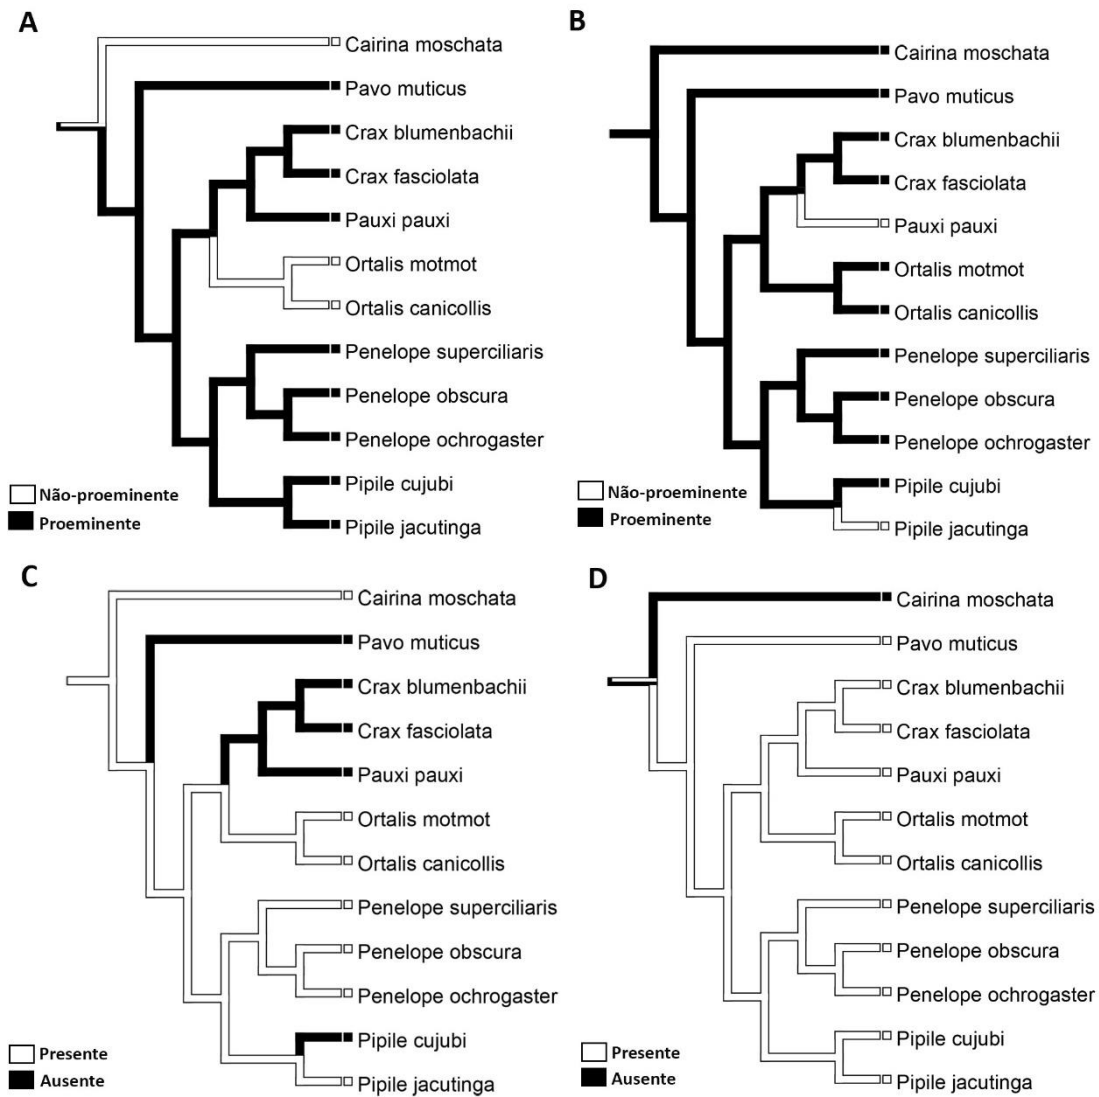 A
Cairina moschata
Pavo muticus
Crax blumenbachii
Crax fasciolata
Pauxi pauxi
Ortalis motmot
Ortalis canicollis
Penelope superciliaris
Penelope obscura
Penelope ochrogaster
Pipile cujubi
Pipile jacutinga
Não-proeminente
Proeminente
B
Cairina moschata
Pavo muticus
Crax blumenbachii
Crax fasciolata
Pauxi pauxi
Ortalis motmot
Ortalis canicollis
Penelope superciliaris
Penelope obscura
Penelope ochrogaster
Pipile cujubi
Pipile jacutinga
Não-proeminente
Proeminente
C
Cairina moschata
Pavo muticus
Crax blumenbachii
Crax fasciolata
Pauxi pauxi
Ortalis motmot
Ortalis canicollis
Penelope superciliaris
Penelope obscura
Penelope ochrogaster
Pipile cujubi
Pipile jacutinga
Presente
Ausente
D
Cairina moschata
Pavo muticus
Crax blumenbachii
Crax fasciolata
Pauxi pauxi
Ortalis motmot
Ortalis canicollis
Penelope superciliaris
Penelope obscura
Penelope ochrogaster
Pipile cujubi
Pipile jacutinga
Presente
Ausente